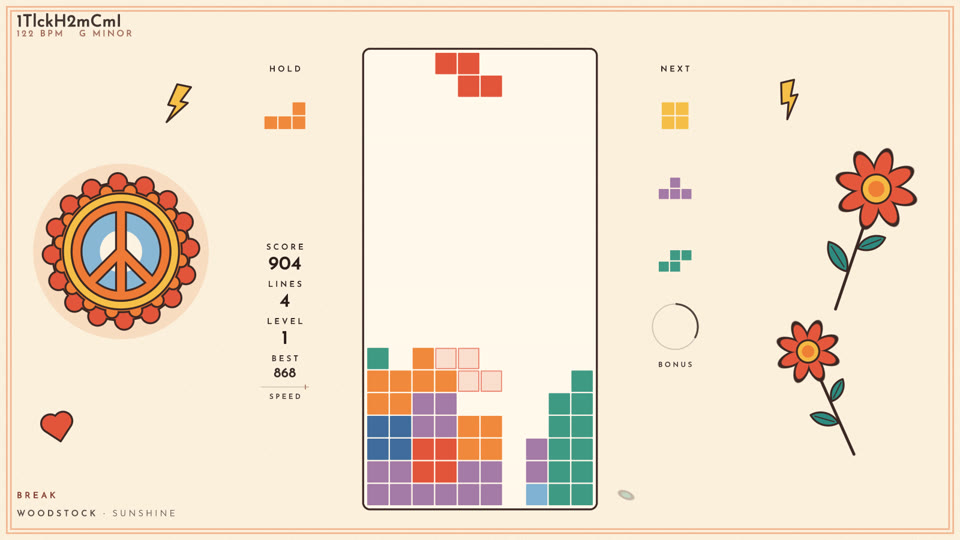 1TlckH2mCml
122 BPM G MINOR
HOLD
NEXT
SCORE
904
LINES
4
LEVEL
1
BEST
868
SPEED
BONUS
BREAK
WOODSTOCK · SUNSHINE